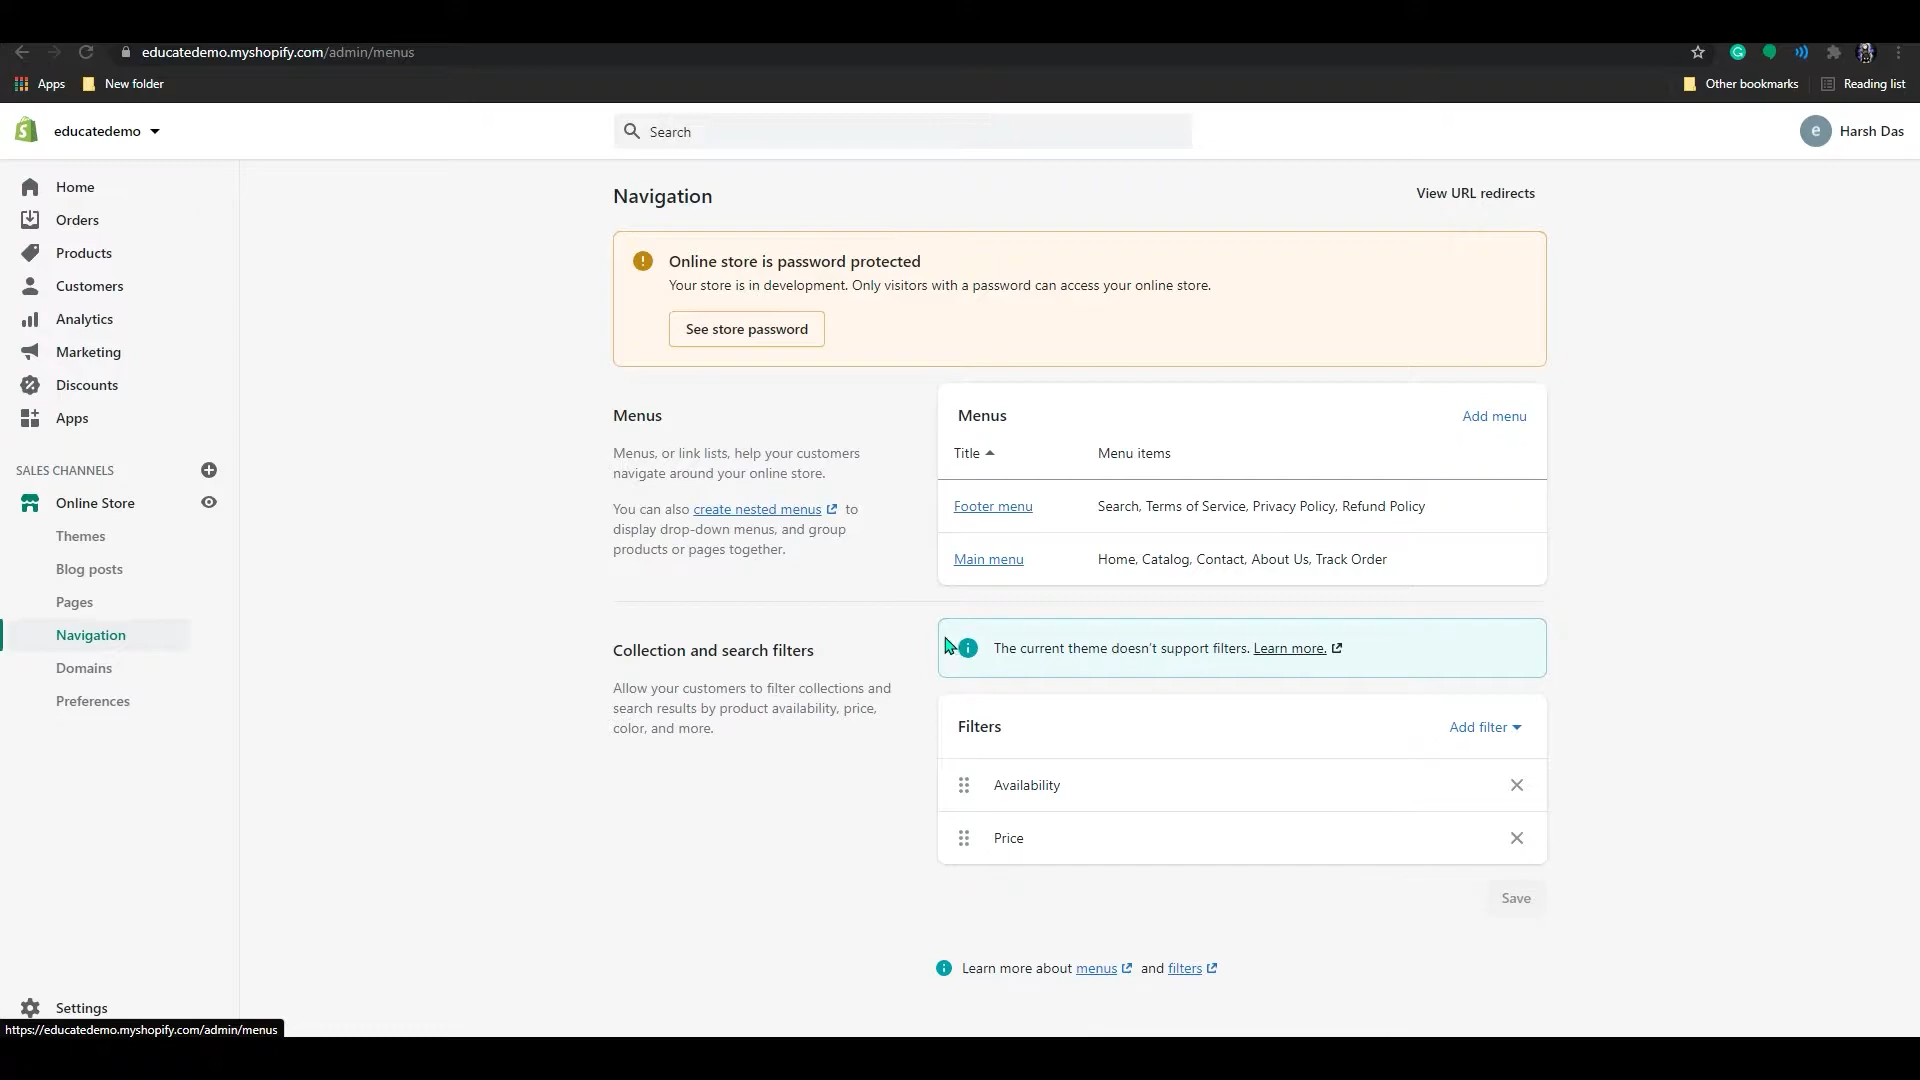 educatedemo.myshopify.com/admin/menus
Apps
New folder
Other bookmarks
Reading list
educatedemo
Search
e
Harsh Das
Home
Orders
Products
Customers
Analytics
Marketing
Discounts
Apps
SALES CHANNELS
Online Store
Themes
Blog posts
Pages
Navigation
Domains
Preferences
Settings
https://educatedemo.myshopify.com/admin/menus
Navigation
View URL redirects
Online store is password protected
Your store is in development. Only visitors with a password can access your online store.
See store password
Menus
Menus, or link lists, help your customers
navigate around your online store.
You can also create nested menus to
display drop-down menus, and group
products or pages together.
Menus
Add menu
Title
Menu items
Footer menu
Search, Terms of Service, Privacy Policy, Refund Policy
Main menu
Home, Catalog, Contact, About Us, Track Order
Collection and search filters
Allow your customers to filter collections and
search results by product availability, price,
color, and more.
The current theme doesn't support filters. Learn more.
Filters
Add filter
Availability
Price
Save
Learn more about menus and filters